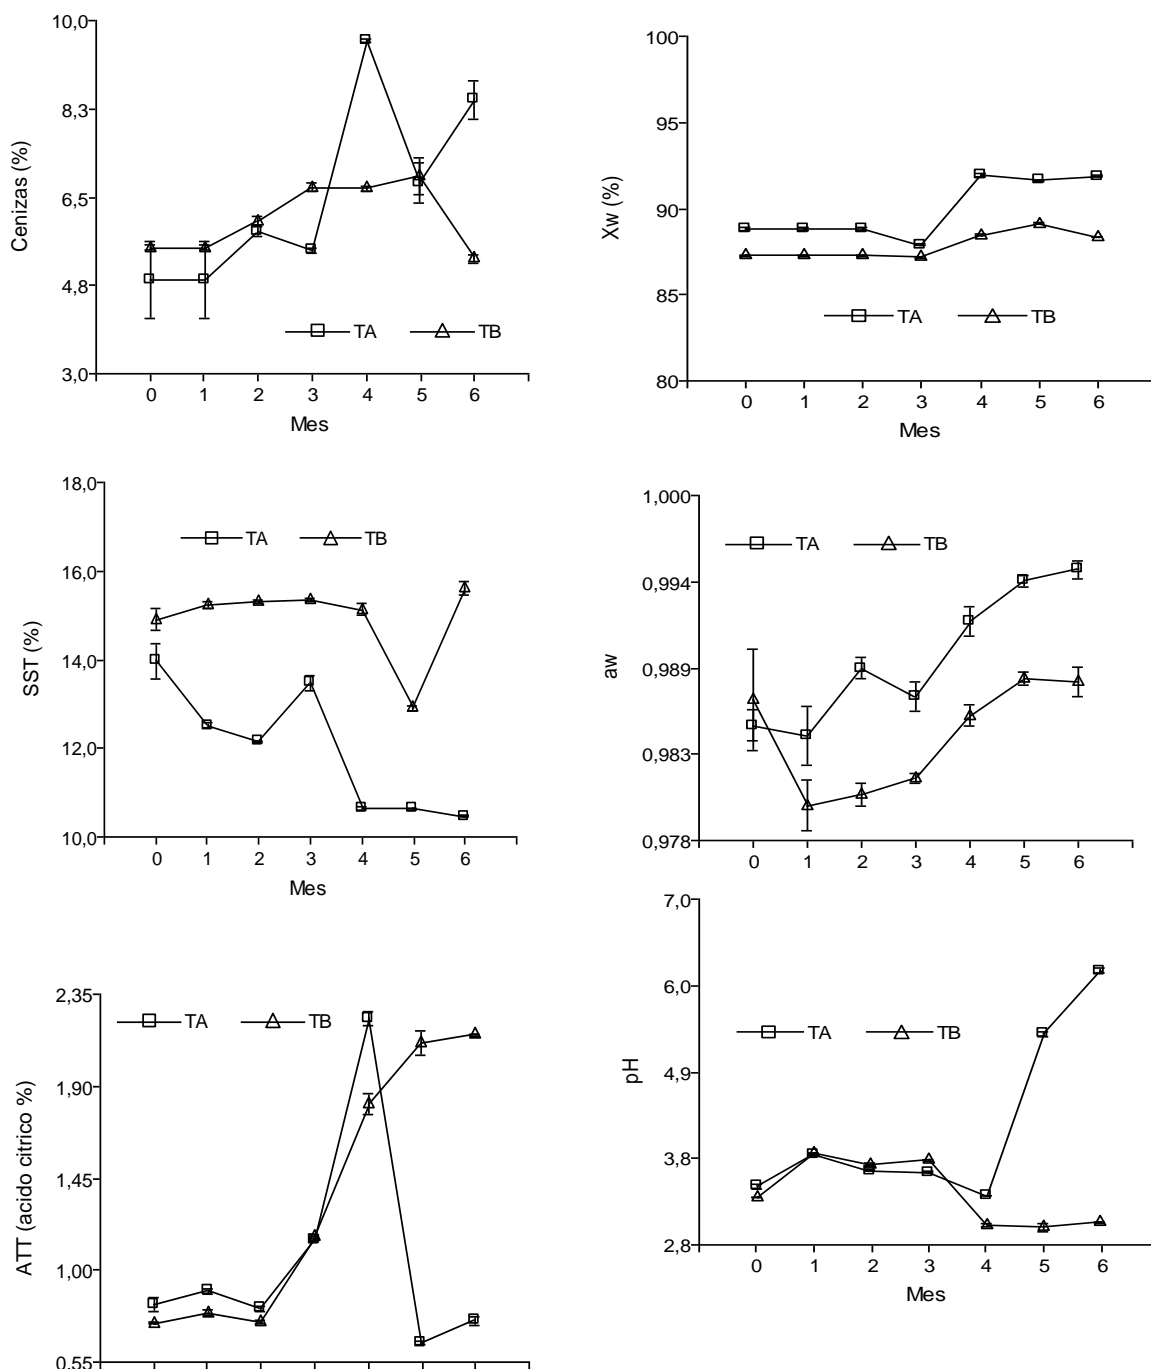 10,0
8,3
6,5
4,8
3,0
Cenizas (%)
TA TB
0 1 2 3 4 5 6
Mes
100
95
90
85
80
Xw (%)
TA TB
0 1 2 3 4 5 6
Mes
18,0
16,0
14,0
12,0
10,0
SST (%)
TA TB
0 1 2 3 4 5 6
Mes
1,000
0,994
0,989
0,983
0,978
aw
TA TB
0 1 2 3 4 5 6
2,35
1,90
1,45
1,00
0,55
ATT (acido citrico %)
TA TB
7,0
6,0
4,9
3,8
2,8
pH
TA TB
0 1 2 3 4 5 6
Mes